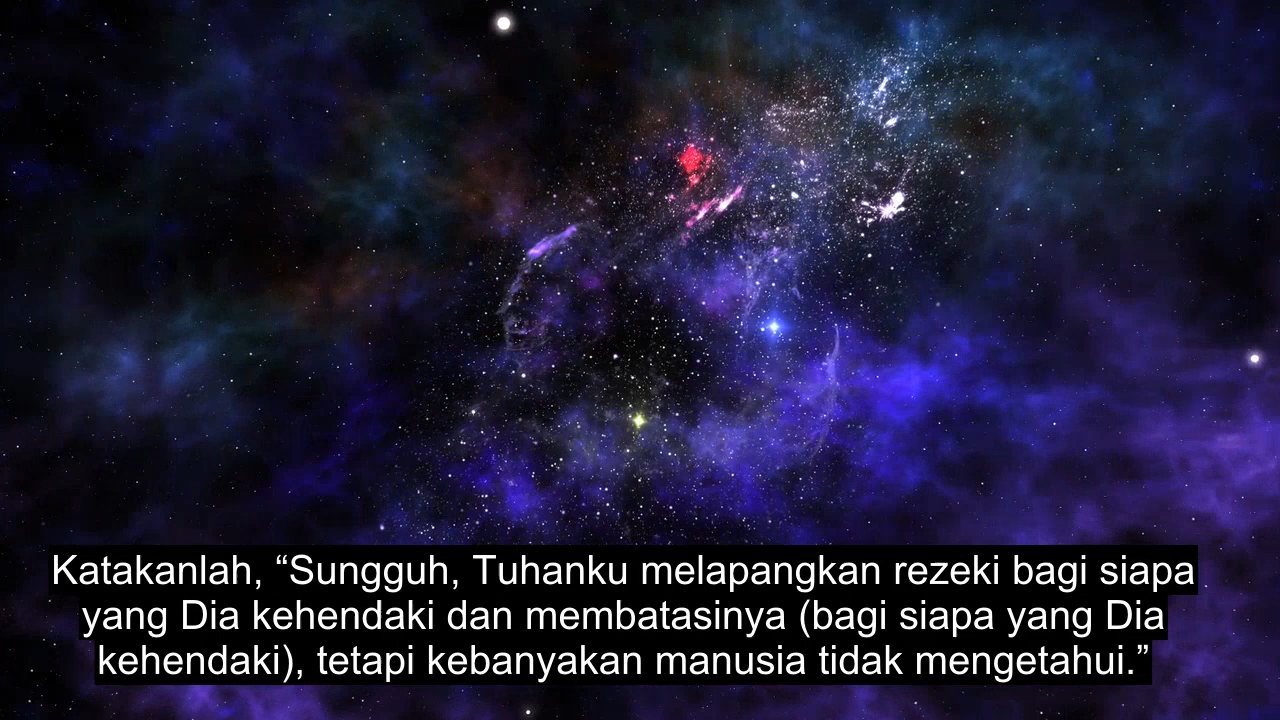 Katakanlah, “Sungguh, Tuhanku melapangkan rezeki bagi siapa
yang Dia kehendaki dan membatasinya (bagi siapa yang Dia
kehendaki), tetapi kebanyakan manusia tidak mengetahui.”